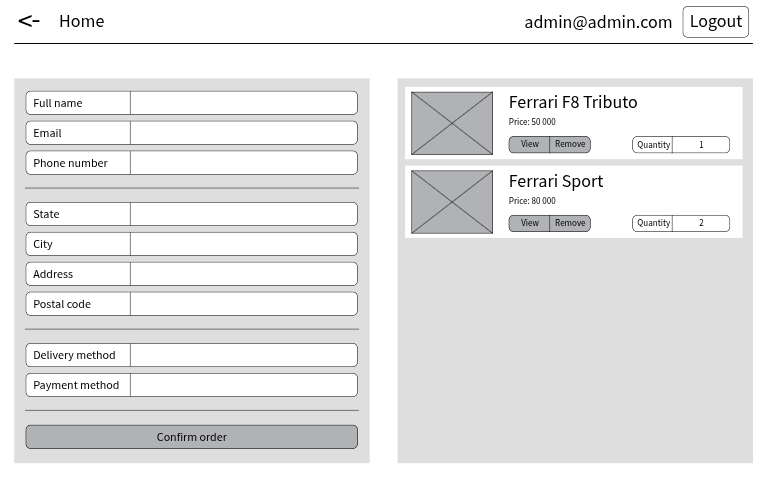 <- Home
admin@admin.com Logout
Full name
Email
Phone number
State
City
Address
Postal code
Delivery method
Payment method
Confirm order
Ferrari F8 Tributo
Price: 50 000
View Remove Quantity 1
Ferrari Sport
Price: 80 000
View Remove Quantity 2